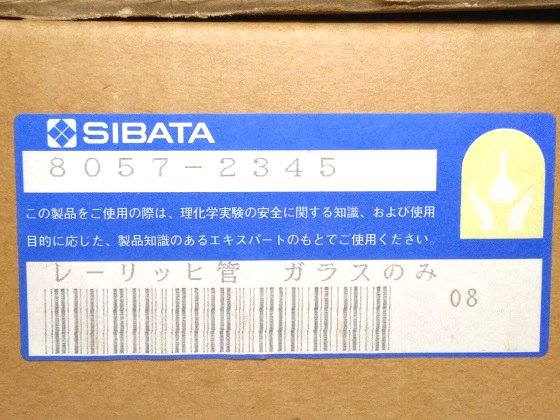 SIBATA
8057-2345
この製品をご使用の際は、理化学実験の安全に関する知識、および使用
目的に応じた、製品知識のあるエキスパートのもとでご使用ください。
レーリッヒ管 ガラスのみ
08